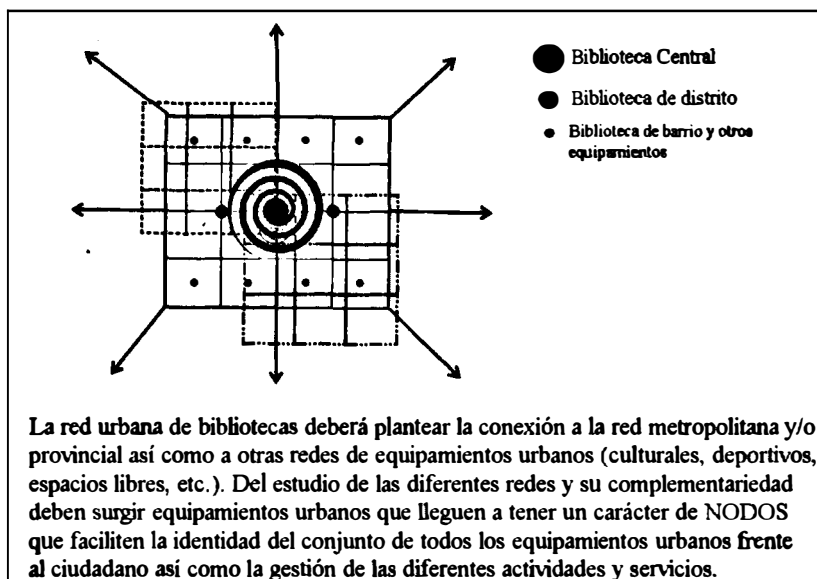 Biblioteca Central
Biblioteca de distrito
Biblioteca de barrio y otros
equipamientos
La red urbana de bibliotecas deberá plantear la conexión a la red metropolitana y/o
provincial así como a otras redes de equipamientos urbanos (culturales, deportivos,
espacios libres, etc.). Del estudio de las diferentes redes y su complementariedad
deben surgir equipamientos urbanos que lleguen a tener un carácter de NODOS
que faciliten la identidad del conjunto de todos los equipamientos urbanos frente
al ciudadano así como la gestión de las diferentes actividades y servicios.